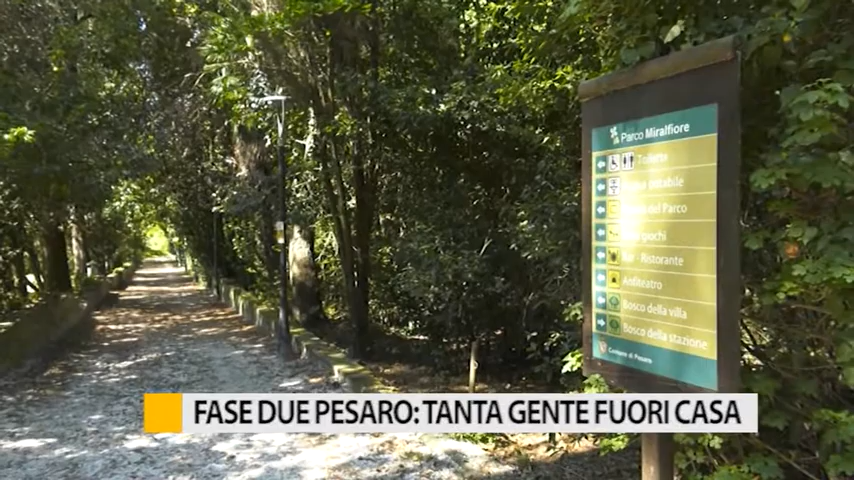 Parco Miralfiore
Toilette
potabile
del Parco
giochi
Bar - Ristorante
Anfiteatro
Bosco della villa
Bosco della stazione
Comune di Pesaro
FASE DUE PESARO: TANTA GENTE FUORI CASA